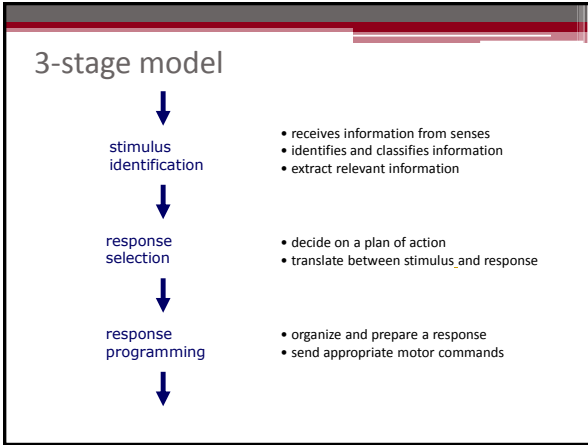 3-stage model
stimulus
identification
• receives information from senses
• identifies and classifies information
• extract relevant information
response
selection
• decide on a plan of action
• translate between stimulus and response
response
programming
• organize and prepare a response
• send appropriate motor commands